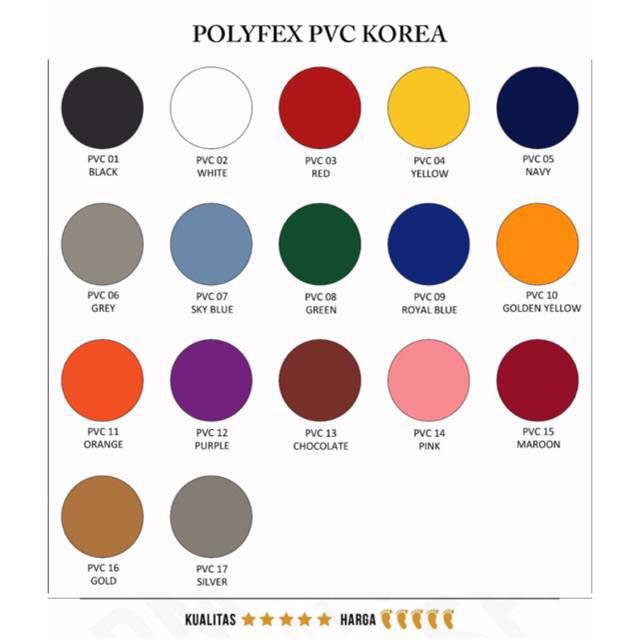 POLYFEX PVC KOREA
PVC 01
BLACK
PVC 02
WHITE
PVC 03
RED
PVC 04
YELLOW
PVC 05
NAVY
PVC 06
GREY
PVC 07
SKY BLUE
PVC 08
GREEN
PVC 09
ROYAL BLUE
PVC 10
GOLDEN YELLOW
PVC 11
ORANGE
PVC 12
PURPLE
PVC 13
CHOCOLATE
PVC 14
PINK
PVC 15
MAROON
PVC 16
GOLD
PVC 17
SILVER
KUALITAS HARGA